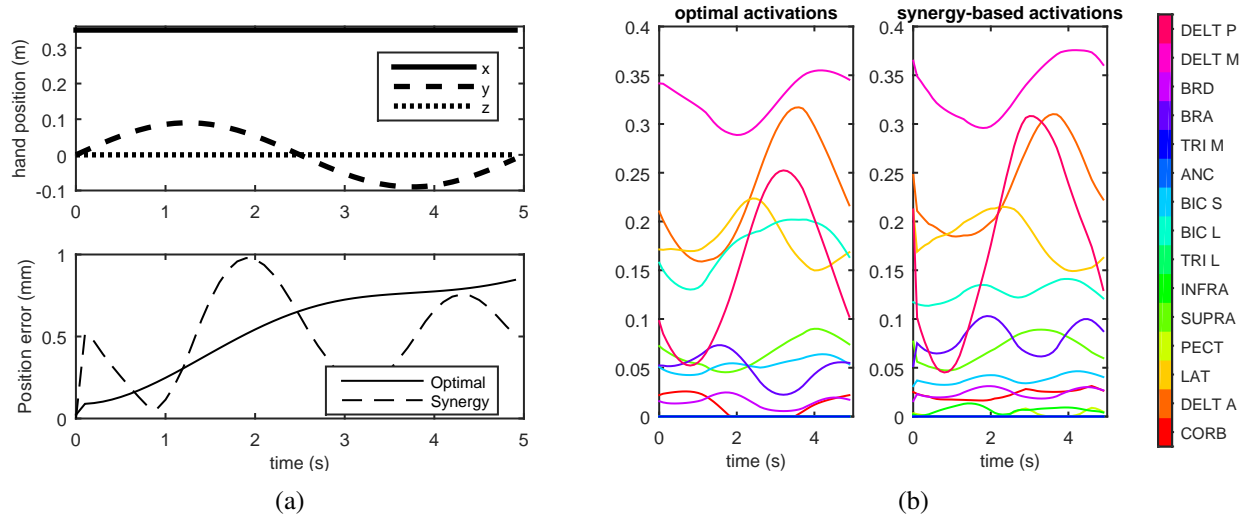 hand position (m)
0.3
0.2
0.1
0
-0.1
x
y
z
0 1 2 3 4 5
Position error (mm)
1
0.5
0
Optimal
Synergy
0 1 2 3 4 5
time (s)
(a)
optimal activations
0.4
0.35
0.3
0.25
0.2
0.15
0.1
0.05
0
0 2 4
time (s)
synergy-based activations
0.4
0.35
0.3
0.25
0.2
0.15
0.1
0.05
0
0 2 4
time (s)
(b)
DELT P
DELT M
BRD
BRA
TRI M
ANC
BIC S
BIC L
TRI L
INFRA
SUPRA
PECT
LAT
DELT A
CORB